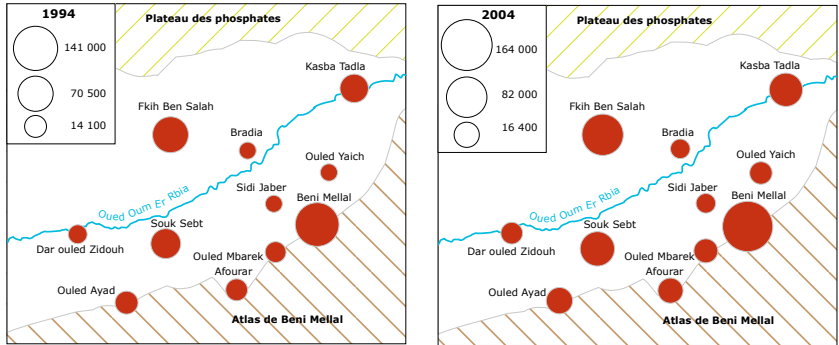 1994
141 000
70 500
14 100
Plateau des phosphates
Kasba Tadla
Fkih Ben Salah
Bradia
Ouled Yaich
Sidi Jaber
Beni Mellal
Oued Oum Er Rbia
Souk Sebt
Dar ouled Zidouh
Ouled Mbarek
Afourar
Ouled Ayad
Atlas de Beni Mellal
2004
164 000
82 000
16 400
Plateau des phosphates
Kasba Tadla
Fkih Ben Salah
Bradia
Ouled Yaich
Sidi Jaber
Beni Mellal
Oued Oum Er Rbia
Souk Sebt
Dar ouled Zidouh
Ouled Mbarek
Afourar
Ouled Ayad
Atlas de Beni Mellal